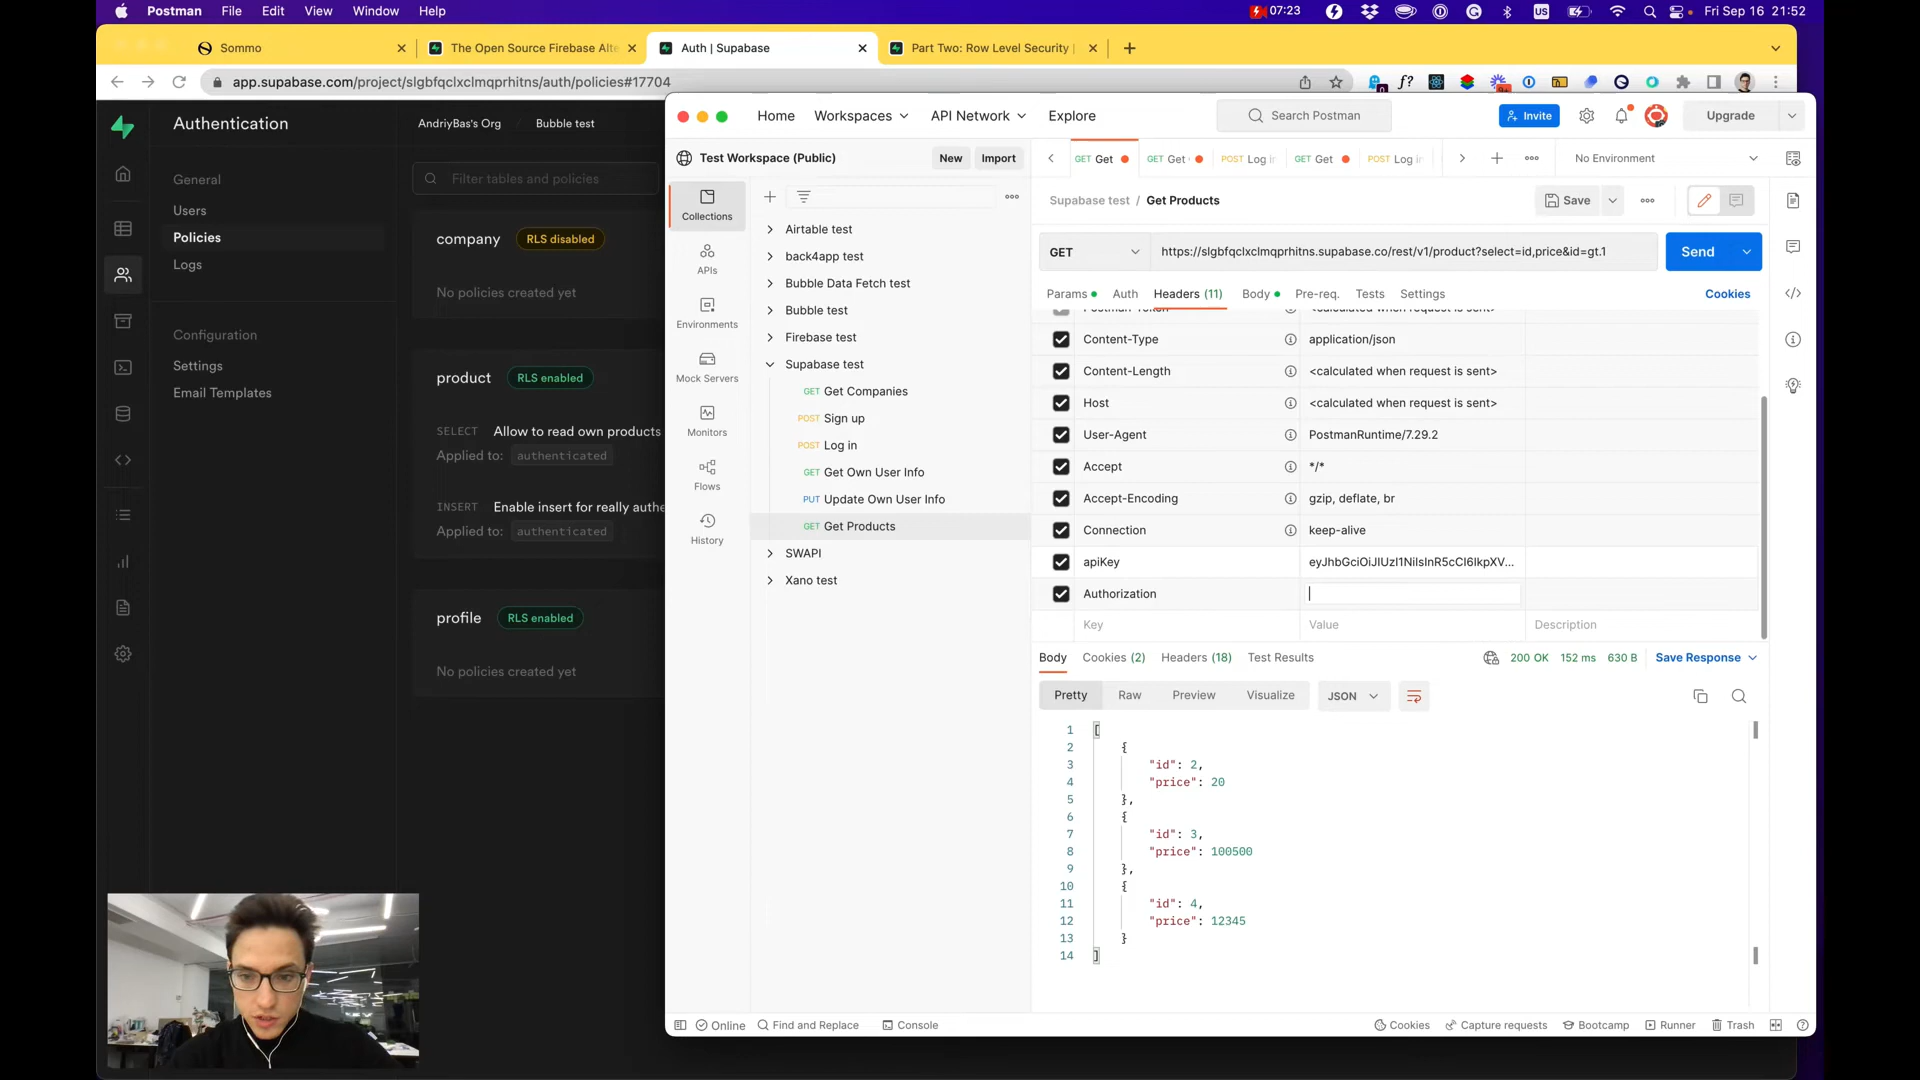 Postman File Edit View Window Help 07:23 US Fri Sep 16 21:52
Sommo The Open Source Firebase Alte Auth | Supabase Part Two: Row Level Security |
app.supabase.com/project/slgbfqclxclmqprhitns/auth/policies#17704
Authentication AndriyBas's Org / Bubble test
General
Users
Policies
Logs
Configuration
Settings
Email Templates
Filter tables and policies
company RLS disabled
No policies created yet
product RLS enabled
SELECT Allow to read own products
Applied to: authenticated
INSERT Enable insert for really authe
Applied to: authenticated
profile RLS enabled
No policies created yet
Home Workspaces API Network Explore Search Postman Invite Upgrade
Test Workspace (Public) New Import
GET Get GET Get POST Log i GET Get POST Log in No Environment
Collections
APIs
Environments
Mock Servers
Monitors
Flows
History
Airtable test
back4app test
Bubble Data Fetch test
Bubble test
Firebase test
Supabase test
GET Get Companies
POST Sign up
POST Log in
GET Get Own User Info
PUT Update Own User Info
GET Get Products
SWAPI
Xano test
Supabase test / Get Products Save
GET https://slgbfqclxclmqprhitns.supabase.co/rest/v1/product?select=id,price&id=gt.1 Send
Params Auth Headers (11) Body Pre-req. Tests Settings Cookies
Postman-Token <calculated when request is sent>
Content-Type application/json
Content-Length <calculated when request is sent>
Host <calculated when request is sent>
User-Agent PostmanRuntime/7.29.2
Accept */*
Accept-Encoding gzip, deflate, br
Connection keep-alive
apiKey eyJhbGciOiJIUzI1NiIsInR5cCI6IkpXV...
Authorization
Key Value Description
Body Cookies (2) Headers (18) Test Results 200 OK 152 ms 630 B Save Response
Pretty Raw Preview Visualize JSON
1 [
2 {
3 "id": 2,
4 "price": 20
5 },
6 {
7 "id": 3,
8 "price": 100500
9 },
10 {
11 "id": 4,
12 "price": 12345
13 }
14 ]
Online Find and Replace Console Cookies Capture requests Bootcamp Runner Trash